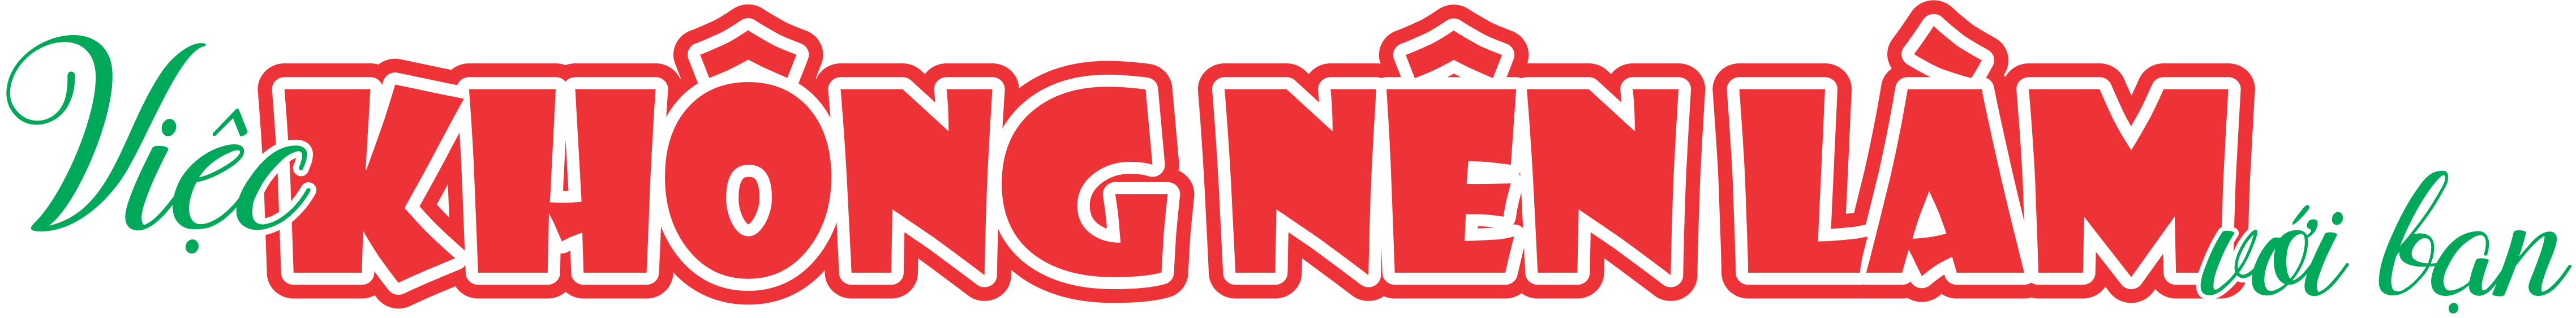 Việc KHÔNG NÊN LÀM với bạn